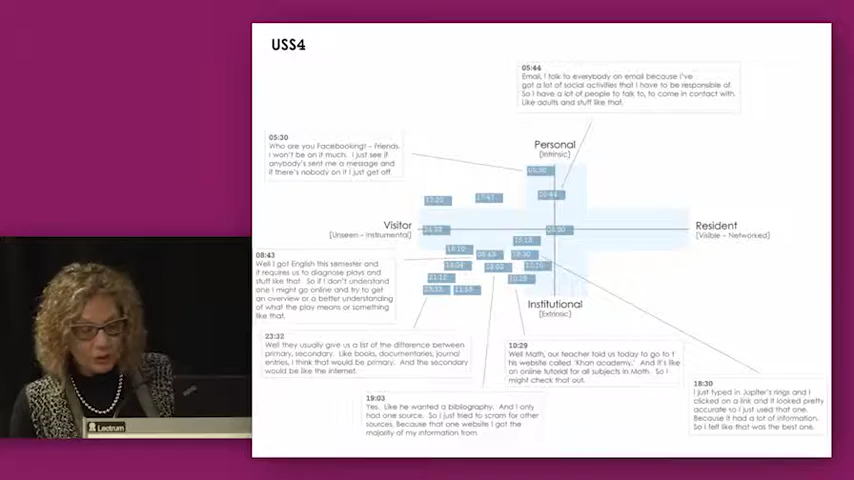 USS4
05:44
Email, I talk to everybody on email because I've
got a lot of social activities that I have to be responsible of.
So I have a lot of people to talk to, to come in contact with.
Like adults and stuff like that.
05:30
Who are you Facebooking? – Friends.
I won't be on it much. I just see if
anybody's sent me a message and
if there's nobody on it I just get off.
Personal
[Intrinsic]
Visitor
[Unseen – Instrumental]
Resident
[Visible – Networked]
08:43
Well I got English this semester and
it requires us to diagnose plays and
stuff like that. So if I don't understand
one I might go online and try to get
an overview or a better understanding
of what the play means or something
like that.
Institutional
[Extrinsic]
23:32
Well they usually give us a list of the difference between
primary, secondary. Like books, documentaries, journal
entries, I think that would be primary. And the secondary
would be like the internet.
10:29
Well Math, our teacher told us today to go to t
his website called 'Khan academy.' And it's like
an online tutorial for all subjects in Math. So I
might check that out.
19:03
Yes. Like he wanted a bibliography. And I only
had one source. So I just tried to scram for other
sources. Because that one website I got the
majority of my information from.
18:30
I just typed in Jupiter's rings and I
clicked on a link and it looked pretty
accurate so I just used that one.
Because it had a lot of information.
So I felt like that was the best one.
Lectrum